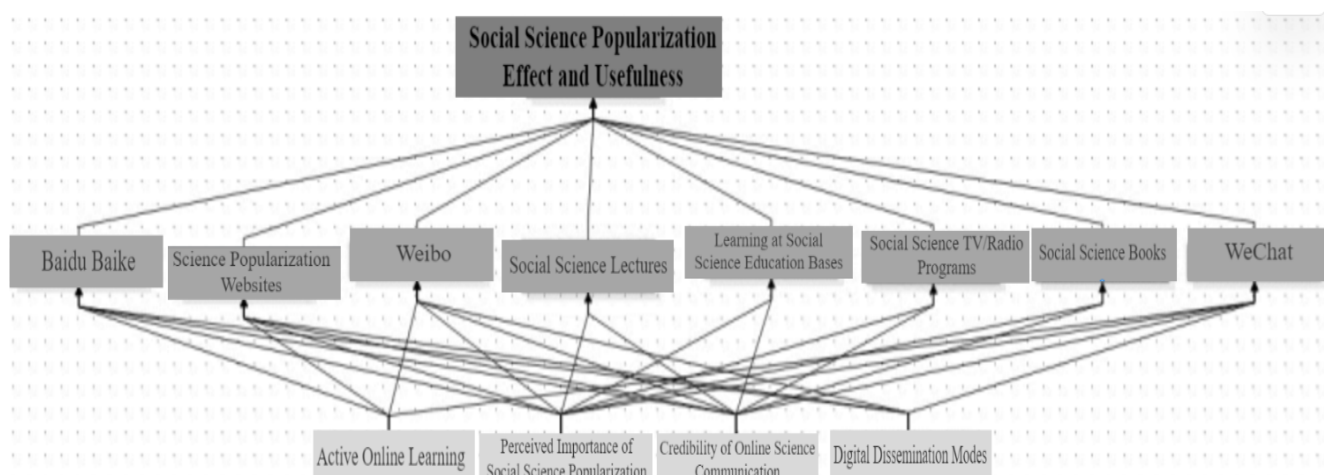 Social Science Popularization
Effect and Usefulness
Baidu Baike
Science Popularization
Websites
Weibo
Social Science Lectures
Learning at Social
Science Education Bases
Social Science TV/Radio
Programs
Social Science Books
WeChat
Active Online Learning
Perceived Importance of
Social Science Popularization
Credibility of Online Science
Communication
Digital Dissemination Modes